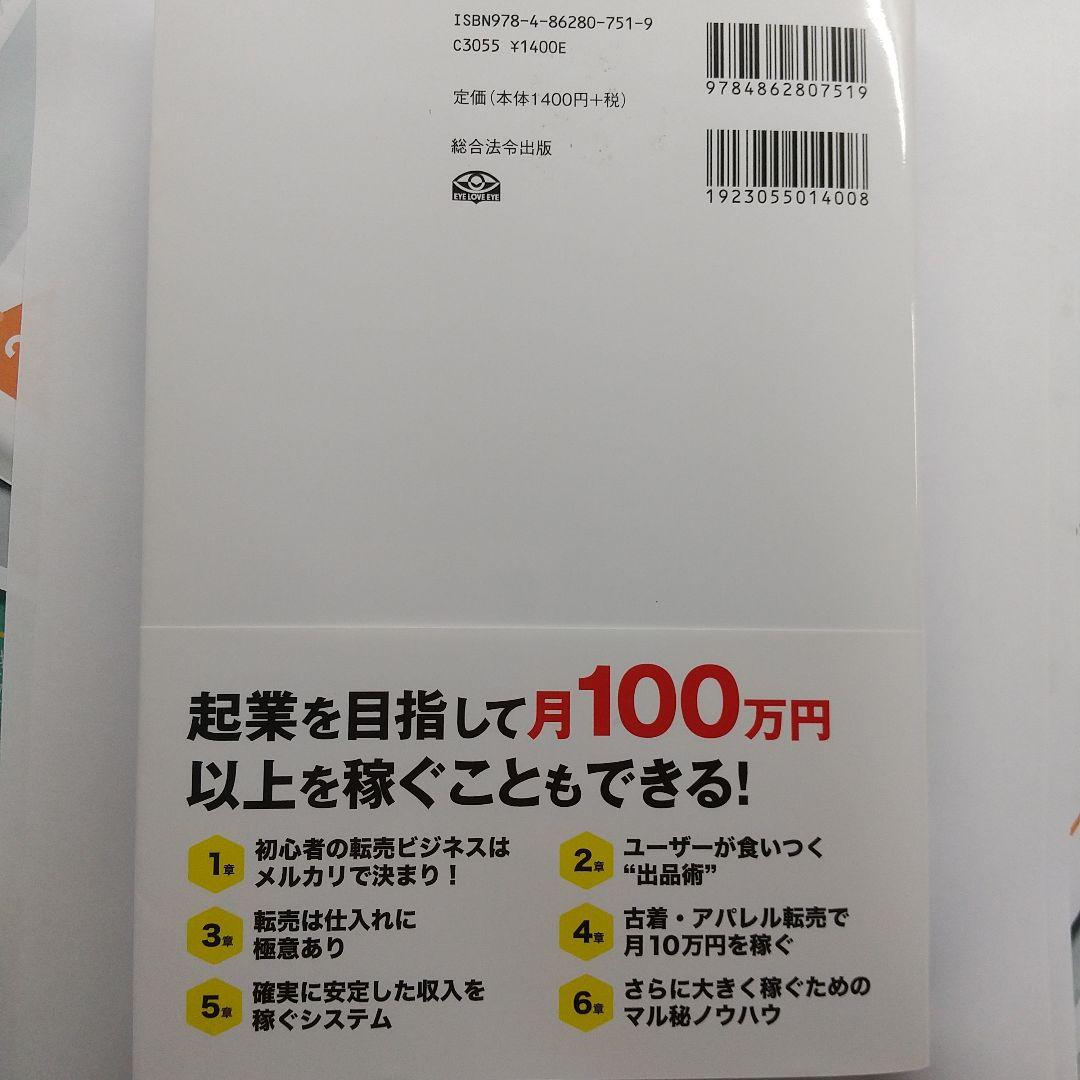 ISBN978-4-86280-751-9
C3055 ¥1400E
定価(本体1400円+税)
総合法令出版
EYE LOVE EYE
9784862807519
1923055014008
起業を目指して月100万円
以上を稼ぐこともできる!
1章
初心者の転売ビジネスは
メルカリで決まり!
2章
ユーザーが食いつく
“出品術”
3章
転売は仕入れに
極意あり
4章
古着・アパレル転売で
月10万円を稼ぐ
5章
確実に安定した収入を
稼ぐシステム
6章
さらに大きく稼ぐための
マル秘ノウハウ